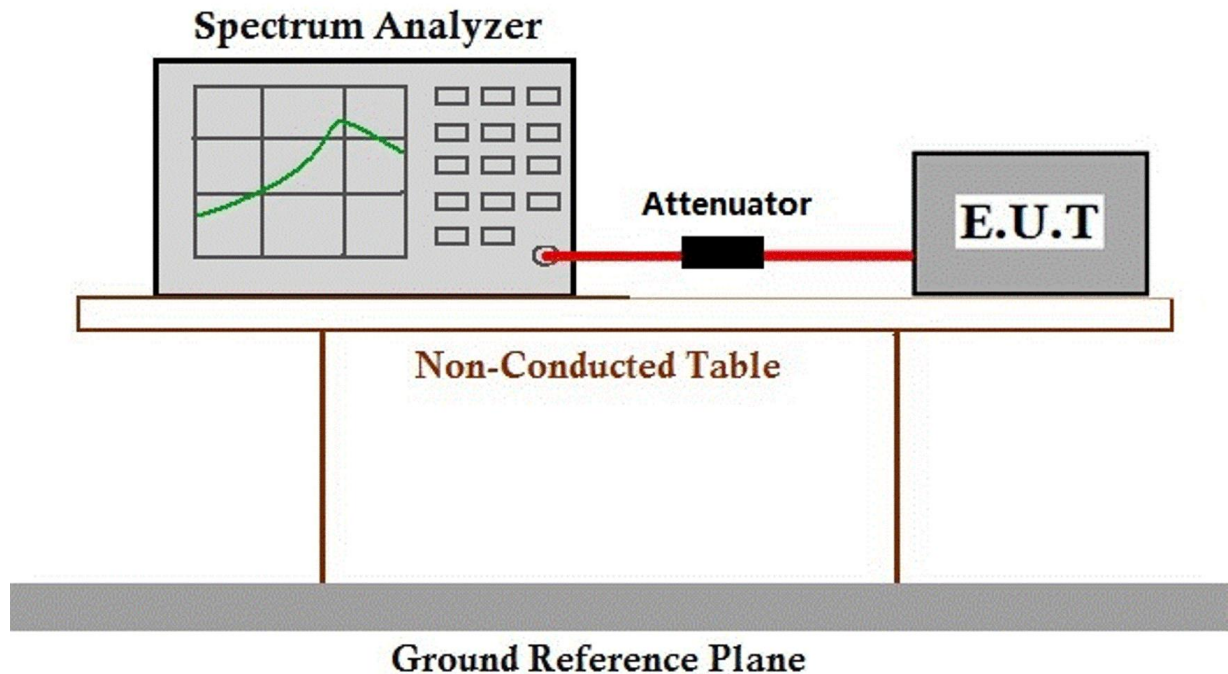 Spectrum Analyzer
Attenuator
E.U.T
Non-Conducted Table
Ground Reference Plane